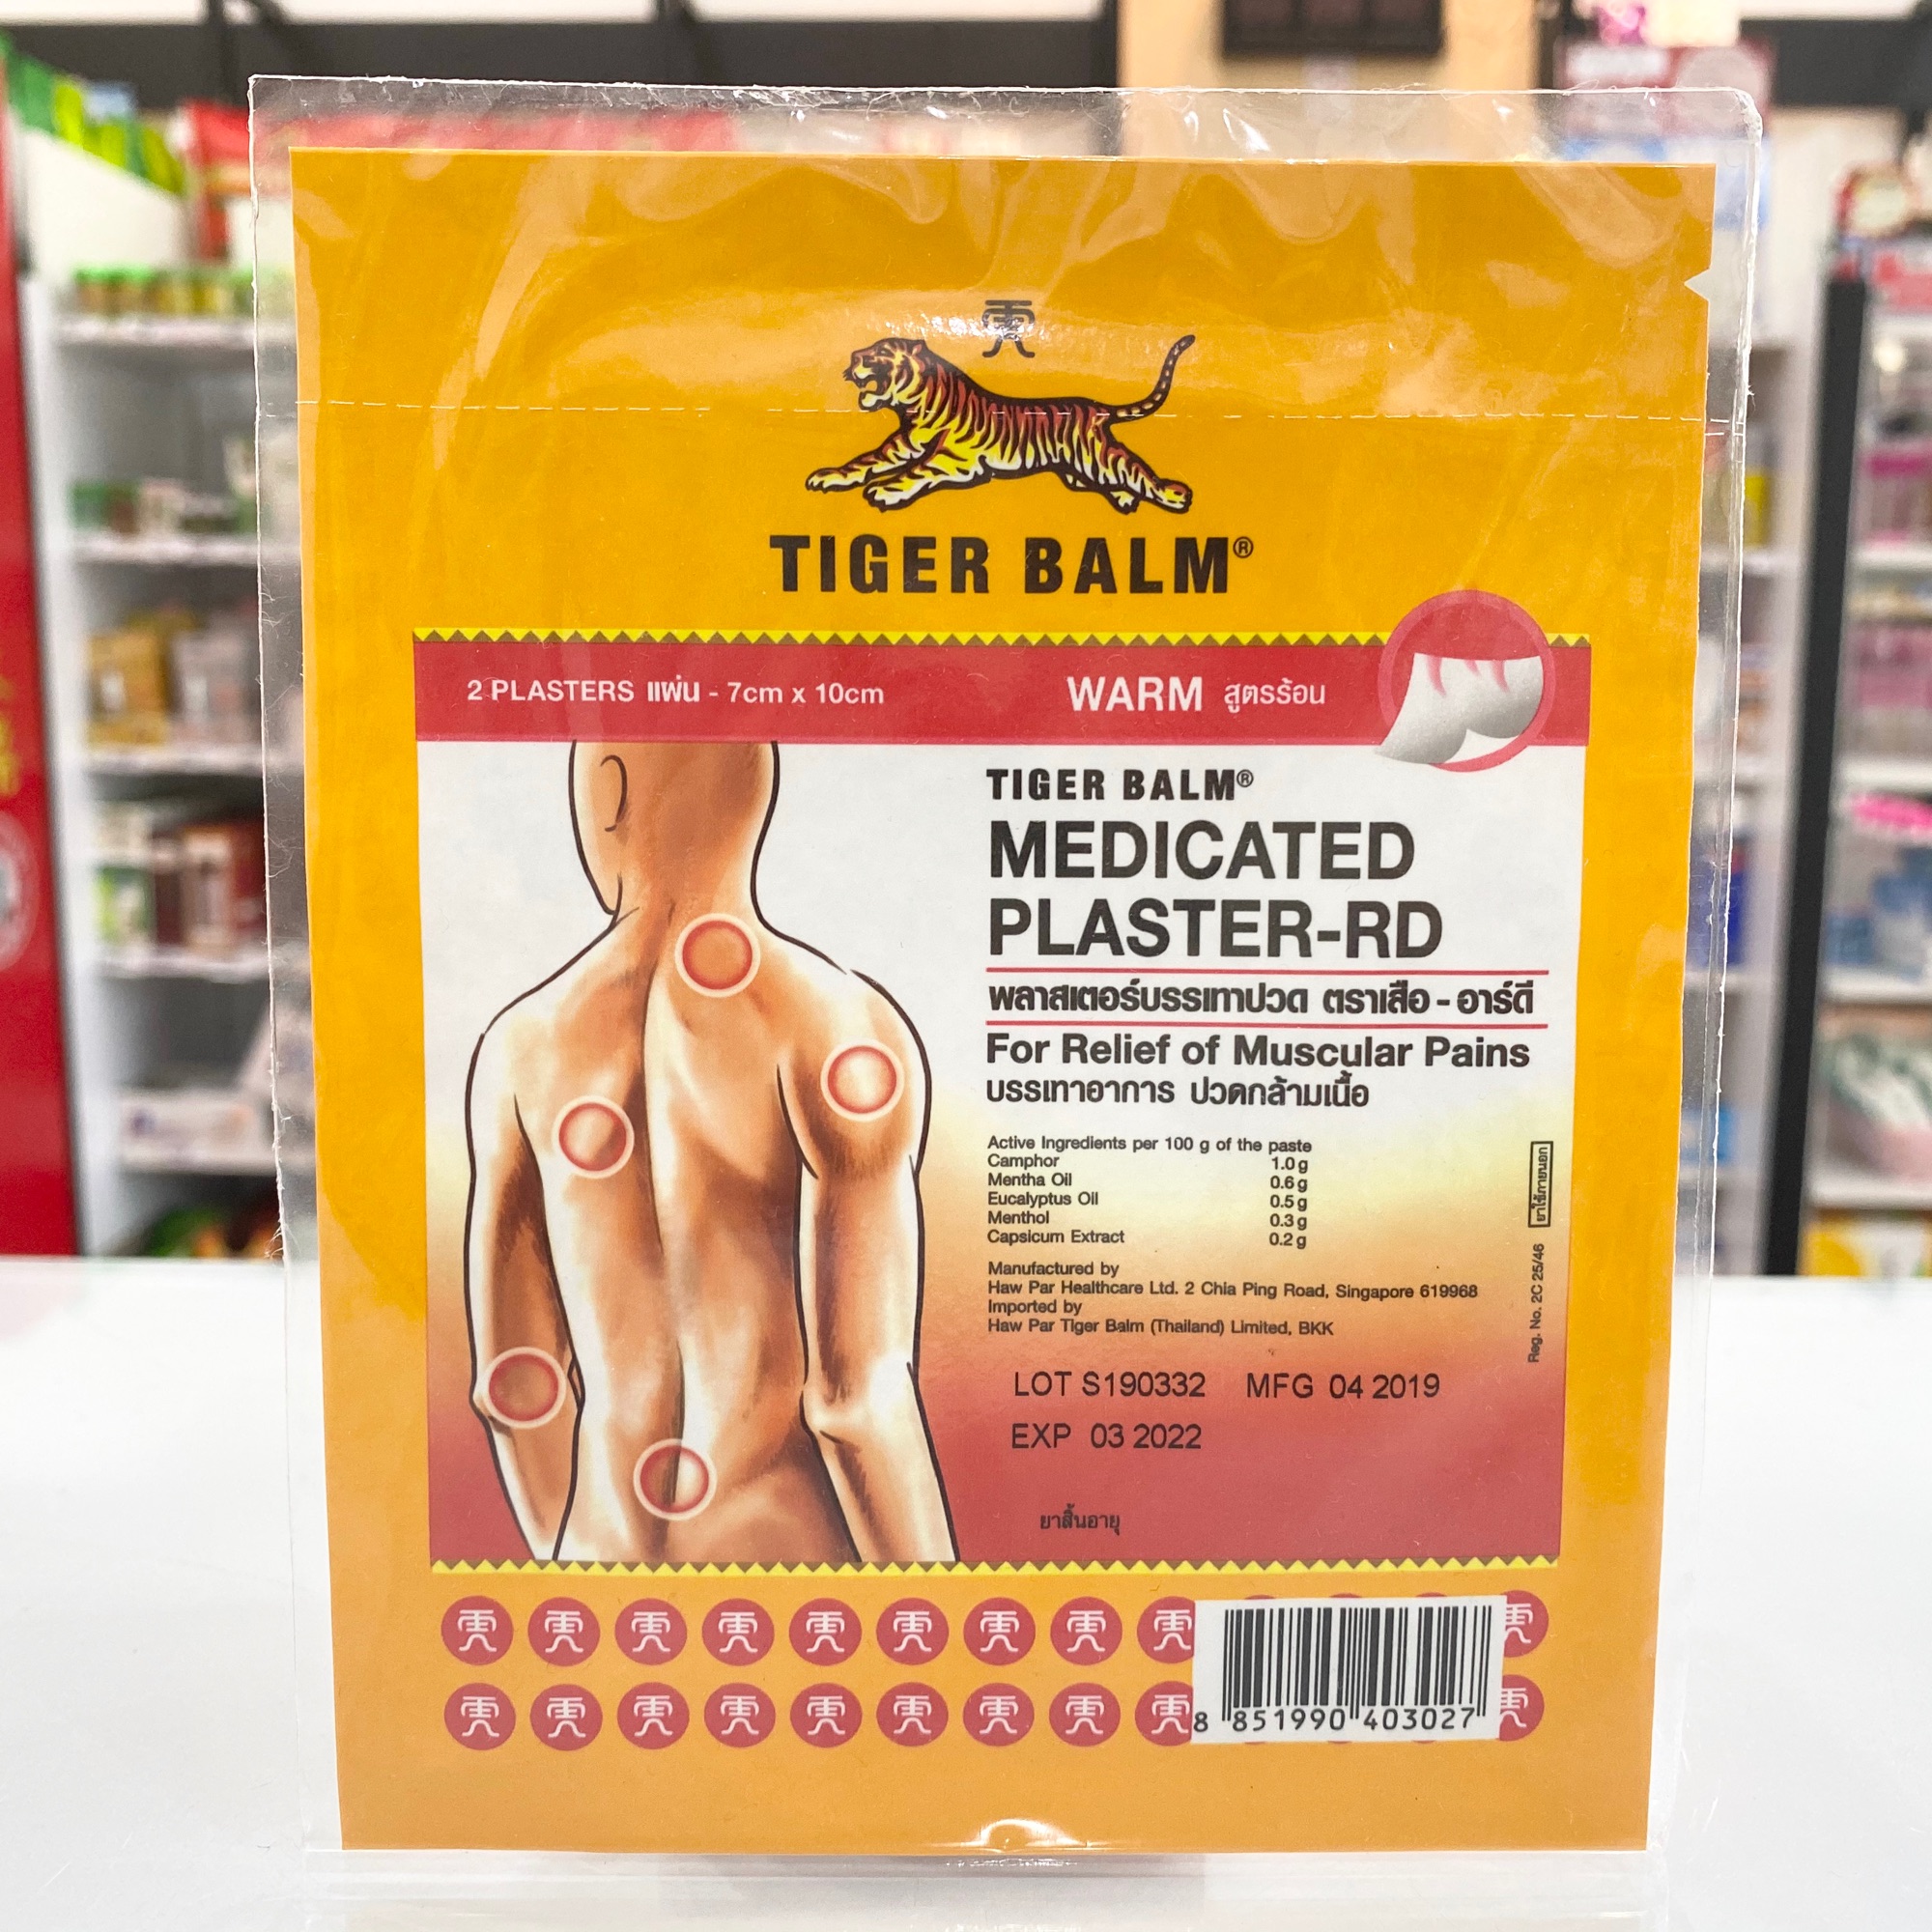 TIGER BALM®
2 PLASTERS แผ่น - 7cm x 10cm
WARM สูตรร้อน
TIGER BALM®
MEDICATED
PLASTER-RD
พลาสเตอร์บรรเทาปวด ตราเสือ - อาร์ดี
For Relief of Muscular Pains
บรรเทาอาการ ปวดกล้ามเนื้อ
Active Ingredients per 100 g of the paste
Camphor 1.0 g
Mentha Oil 0.6 g
Eucalyptus Oil 0.5 g
Menthol 0.3 g
Capsicum Extract 0.2 g
Manufactured by
Haw Par Healthcare Ltd. 2 Chia Ping Road, Singapore 619968
Imported by
Haw Par Tiger Balm (Thailand) Limited, BKK
Reg. No. 2C 25/46 ยาใช้ภายนอก
LOT S190332 MFG 04 2019
EXP 03 2022
ยาสิ้นอายุ
8 851990 403027